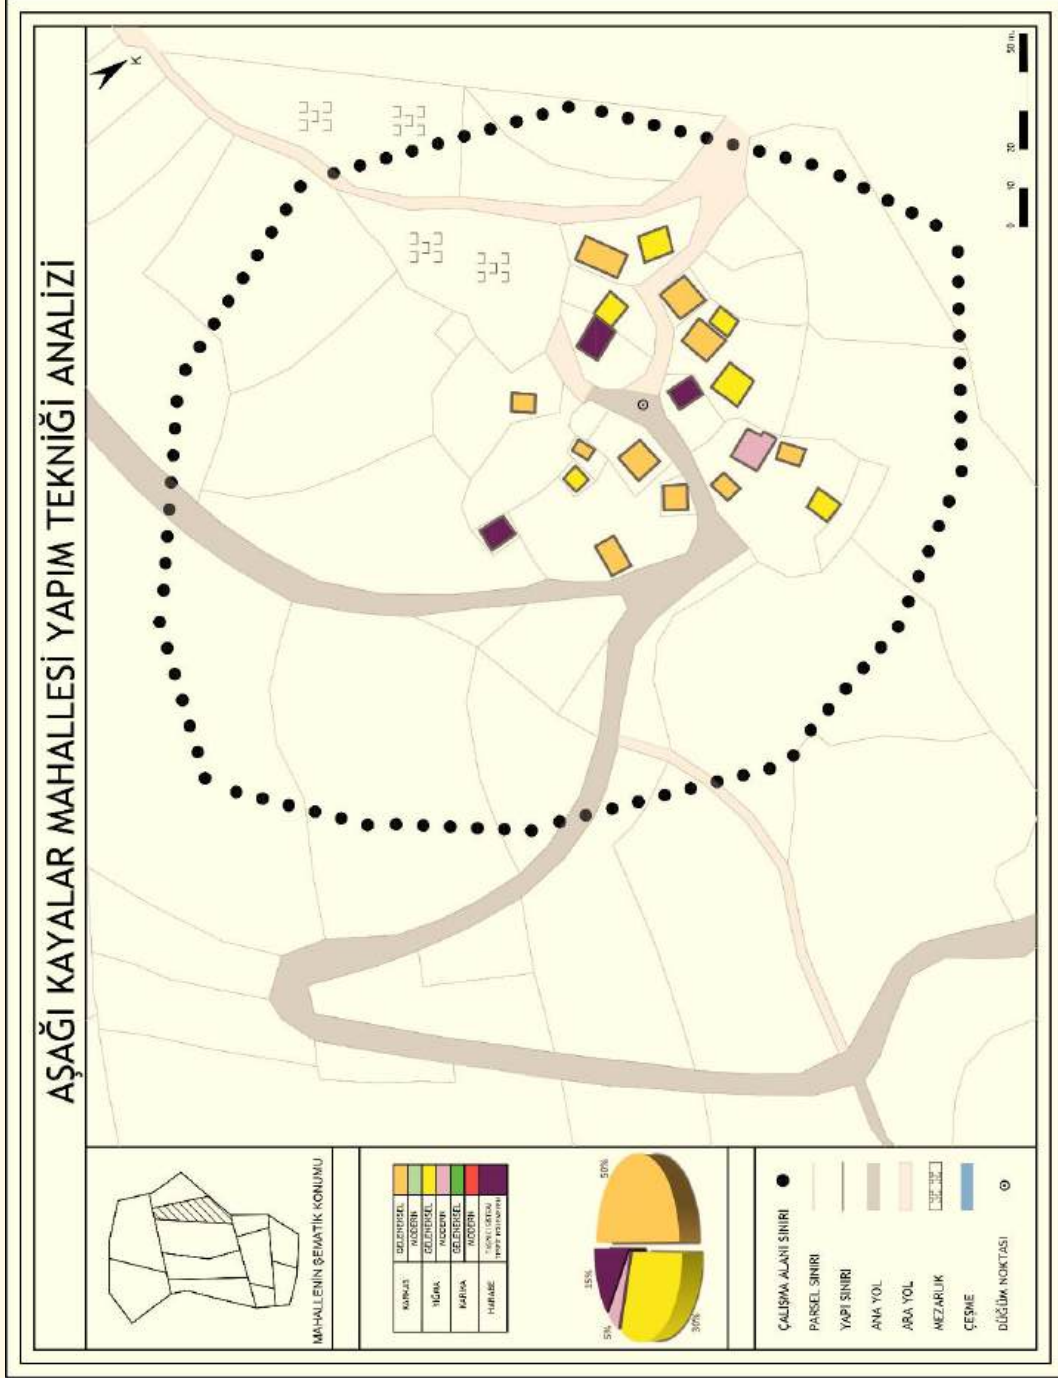 AŞAĞI KAYALAR MAHALLESİ YAPIM TEKNİĞİ ANALİZİ
K
0 10 20 50 m.
MAHALLENİN ŞEMATİK KONUMU
GELENEKSEL
MODERN
YIĞMA
GELENEKSEL
MODERN
KARMA
GELENEKSEL
MODERN
HARABE
50%
15%
5%
30%
ÇALIŞMA ALANI SINIRI
PARSEL SINIRI
YAPI SINIRI
ANA YOL
ARA YOL
MEZARLIK
ÇEŞME
DÜĞÜM NOKTASI